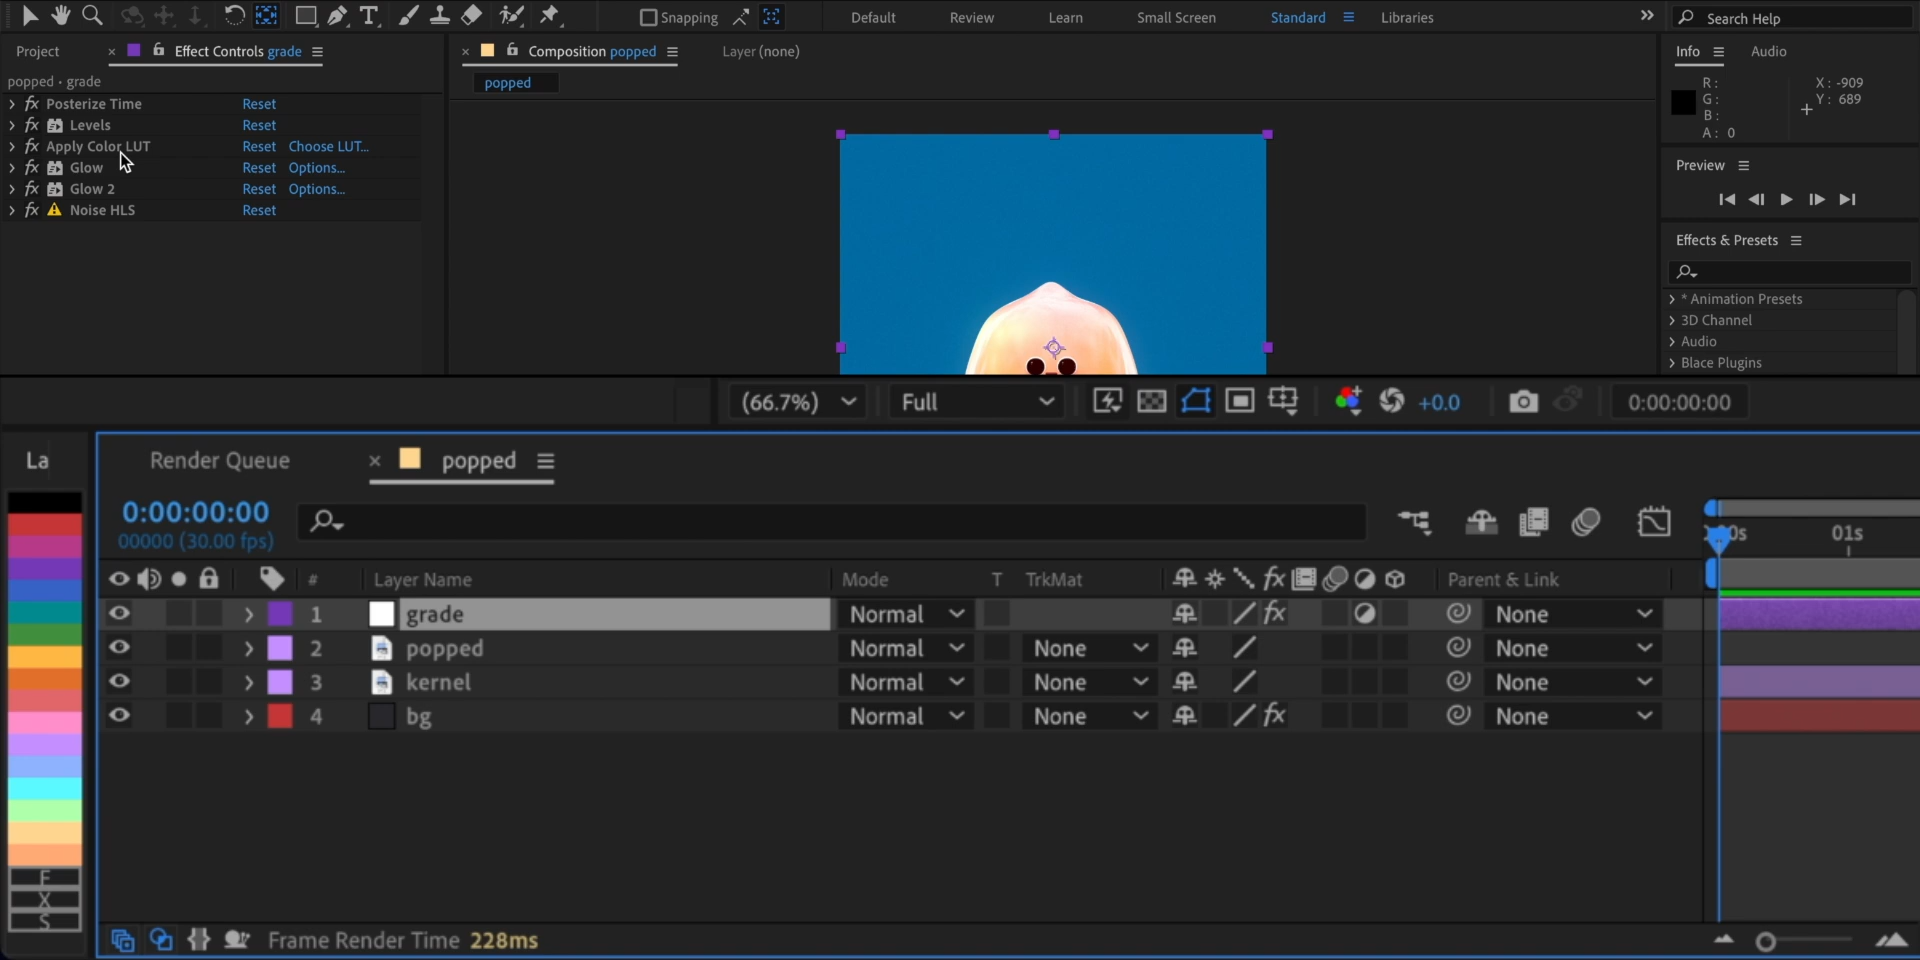 Snapping Default Review Learn Small Screen Standard Libraries Search Help
Project Effect Controls grade Composition popped Layer (none) Info Audio
popped · grade
popped
R :
G :
B :
A : 0
X : -909
Y : 689
Posterize Time Reset
Levels Reset
Apply Color LUT Reset Choose LUT...
Glow Reset Options...
Glow 2 Reset Options...
Noise HLS Reset
Preview
Effects & Presets
* Animation Presets
3D Channel
Audio
Blace Plugins
(66.7%) Full +0.0 0:00:00:00
La
Render Queue popped
0:00:00:00
00000 (30.00 fps)
01s
# Layer Name Mode T TrkMat fx Parent & Link
1 grade Normal fx None
2 popped Normal None None
3 kernel Normal None None
4 bg Normal None fx None
F
X
S
Frame Render Time 228ms